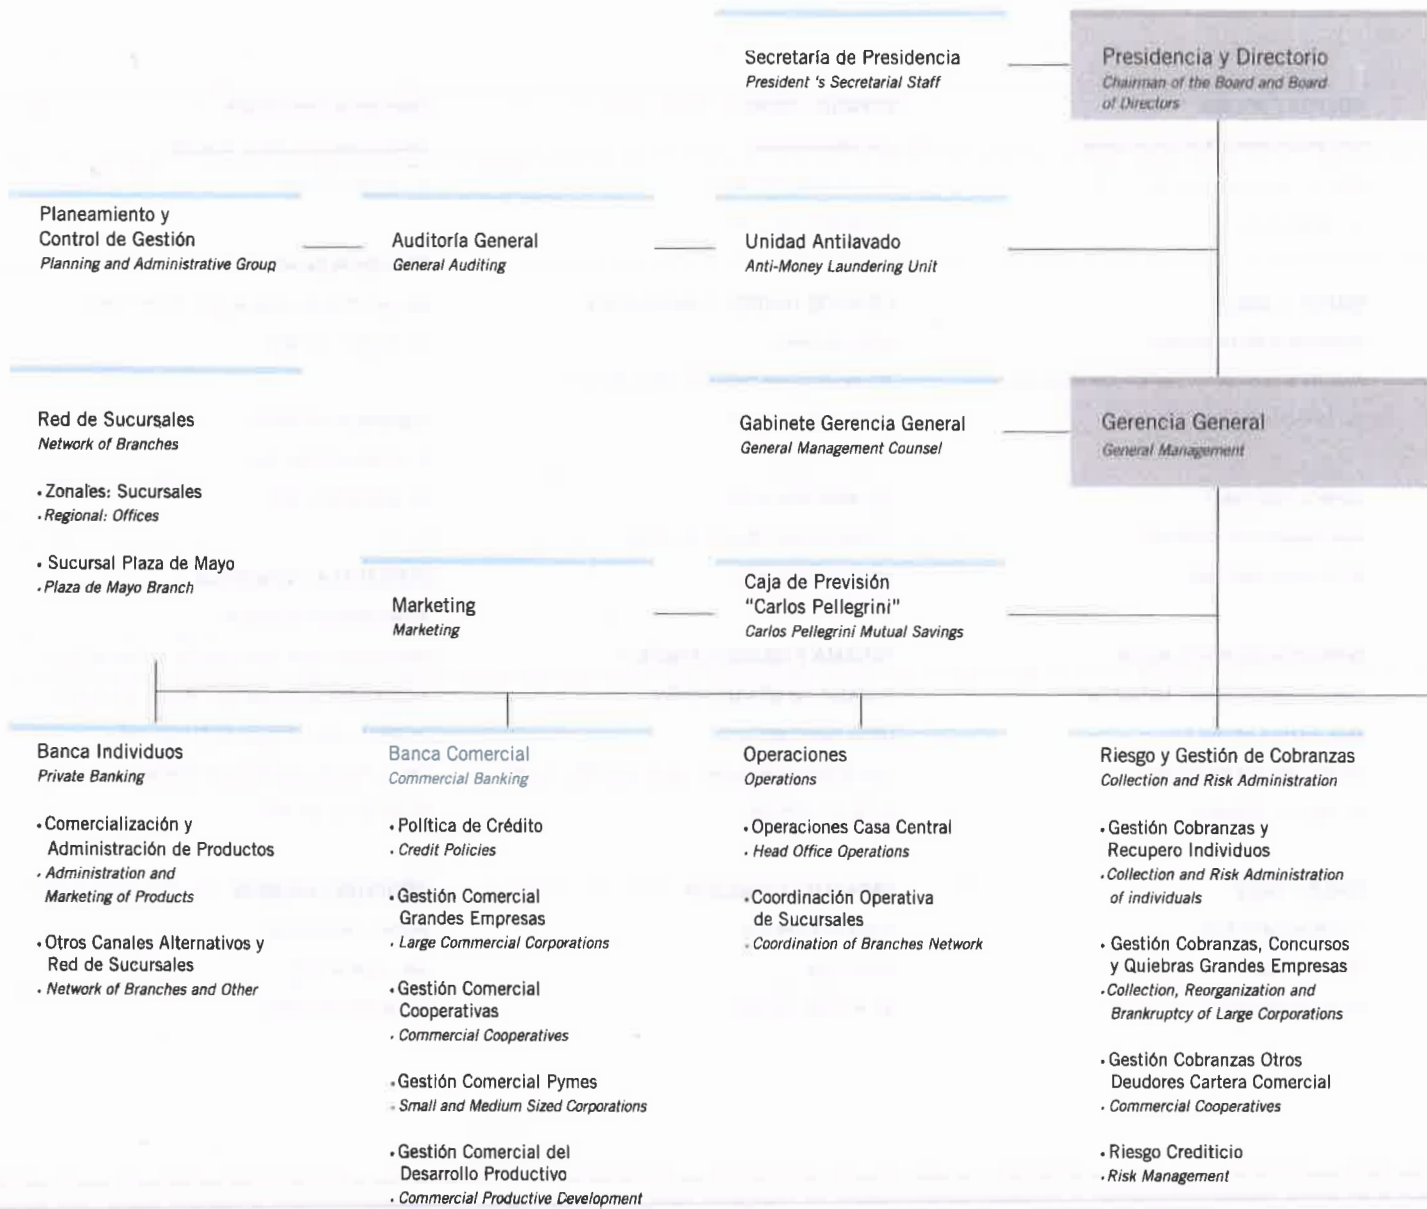 Secretaría de Presidencia
President 's Secretarial Staff
Presidencia y Directorio
Chairman of the Board and Board
of Directors
Planeamiento y
Control de Gestión
Planning and Administrative Group
Auditoría General
General Auditing
Unidad Antilavado
Anti-Money Laundering Unit
Red de Sucursales
Network of Branches
• Zonales: Sucursales
• Regional: Offices
• Sucursal Plaza de Mayo
• Plaza de Mayo Branch
Gabinete Gerencia General
General Management Counsel
Gerencia General
General Management
Marketing
Marketing
Caja de Previsión
"Carlos Pellegrini"
Carlos Pellegrini Mutual Savings
Banca Individuos
Private Banking
• Comercialización y
Administración de Productos
• Administration and
Marketing of Products
• Otros Canales Alternativos y
Red de Sucursales
• Network of Branches and Other
Banca Comercial
Commercial Banking
• Política de Crédito
• Credit Policies
• Gestión Comercial
Grandes Empresas
• Large Commercial Corporations
• Gestión Comercial
Cooperativas
• Commercial Cooperatives
• Gestión Comercial Pymes
• Small and Medium Sized Corporations
• Gestión Comercial del
Desarrollo Productivo
• Commercial Productive Development
Operaciones
Operations
• Operaciones Casa Central
• Head Office Operations
• Coordinación Operativa
de Sucursales
• Coordination of Branches Network
Riesgo y Gestión de Cobranzas
Collection and Risk Administration
• Gestión Cobranzas y
Recupero Individuos
• Collection and Risk Administration
of individuals
• Gestión Cobranzas, Concursos
y Quiebras Grandes Empresas
• Collection, Reorganization and
Brankruptcy of Large Corporations
• Gestión Cobranzas Otros
Deudores Cartera Comercial
• Commercial Cooperatives
• Riesgo Crediticio
• Risk Management